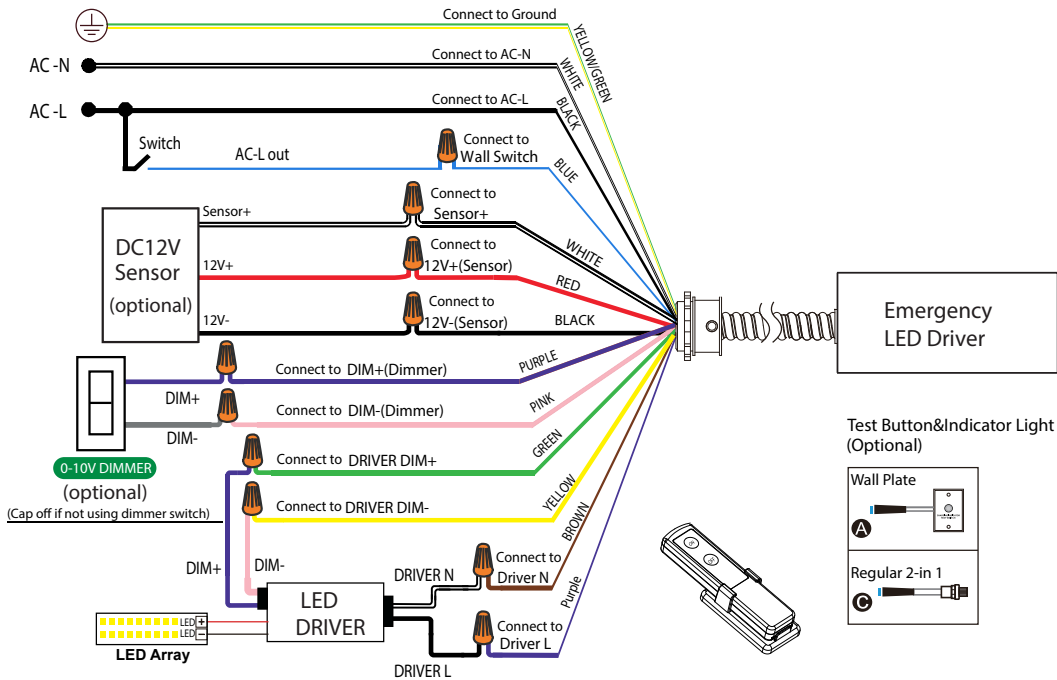 Connect to Ground
YELLOW/GREEN
AC -N
Connect to AC-N
WHITE
AC -L
Connect to AC-L
BLACK
Switch
AC-L out
Connect to
Wall Switch
BLUE
DC12V
Sensor
(optional)
Sensor+
Connect to
Sensor+
WHITE
12V+
Connect to
12V+(Sensor)
RED
12V-
Connect to
12V-(Sensor)
BLACK
Emergency
LED Driver
DIM+
Connect to DIM+(Dimmer)
PURPLE
DIM-
Connect to DIM-(Dimmer)
PINK
0-10V DIMMER
(optional)
(Cap off if not using dimmer switch)
Connect to DRIVER DIM+
GREEN
Connect to DRIVER DIM-
YELLOW
DIM+
DIM-
LED
DRIVER
DRIVER N
Connect to
Driver N
BROWN
DRIVER L
Connect to
Driver L
Purple
LED +
LED −
LED Array
Test Button&Indicator Light
(Optional)
Wall Plate
A
Regular 2-in 1
C